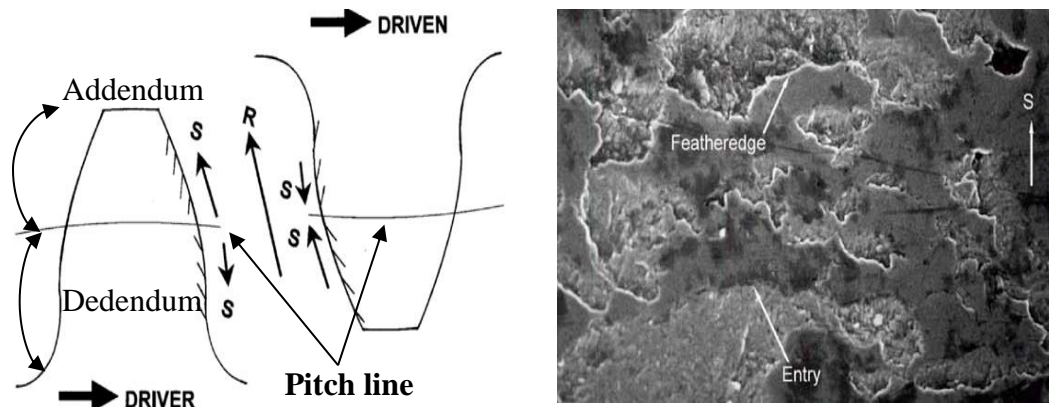 DRIVEN
Addendum
S
R
S
S
Dedendum
S
Pitch line
DRIVER
S
Featheredge
Entry